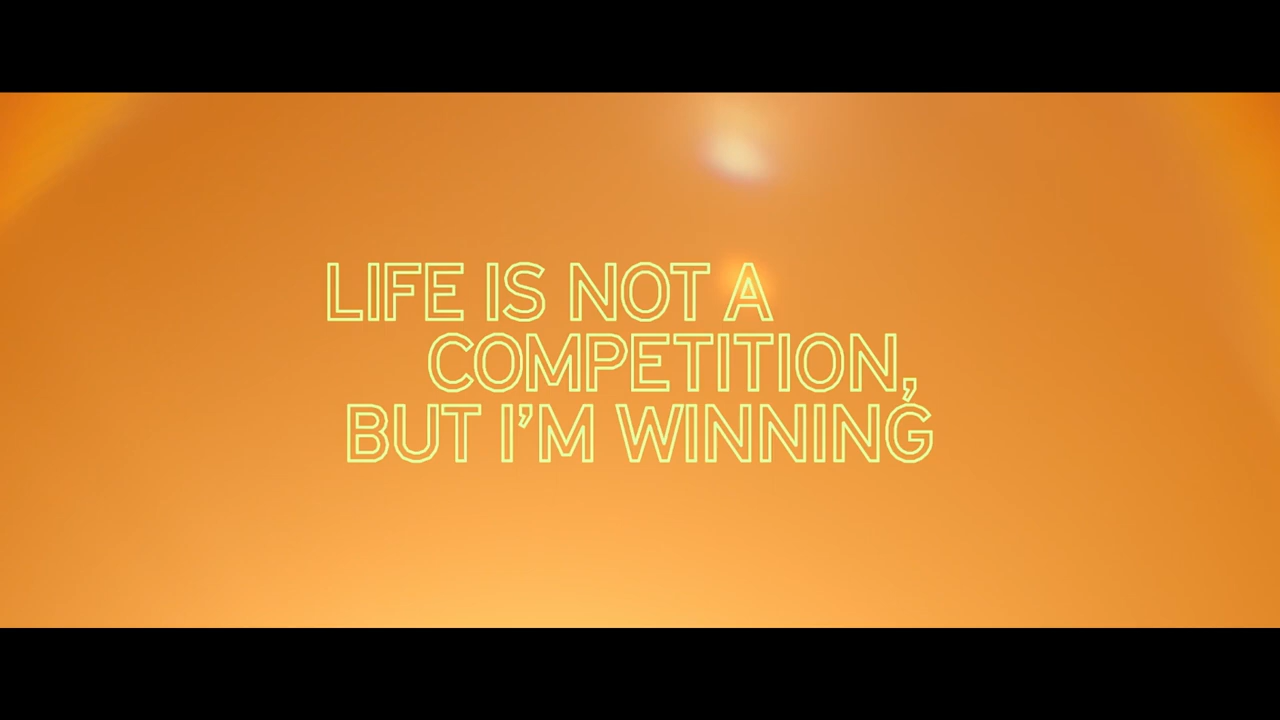 LIFE IS NOT A
COMPETITION,
BUT I’M WINNING